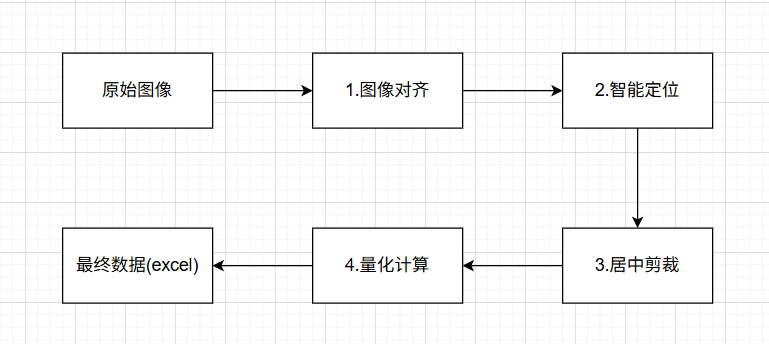 原始图像
1.图像对齐
2.智能定位
3.居中剪裁
4.量化计算
最终数据(excel)